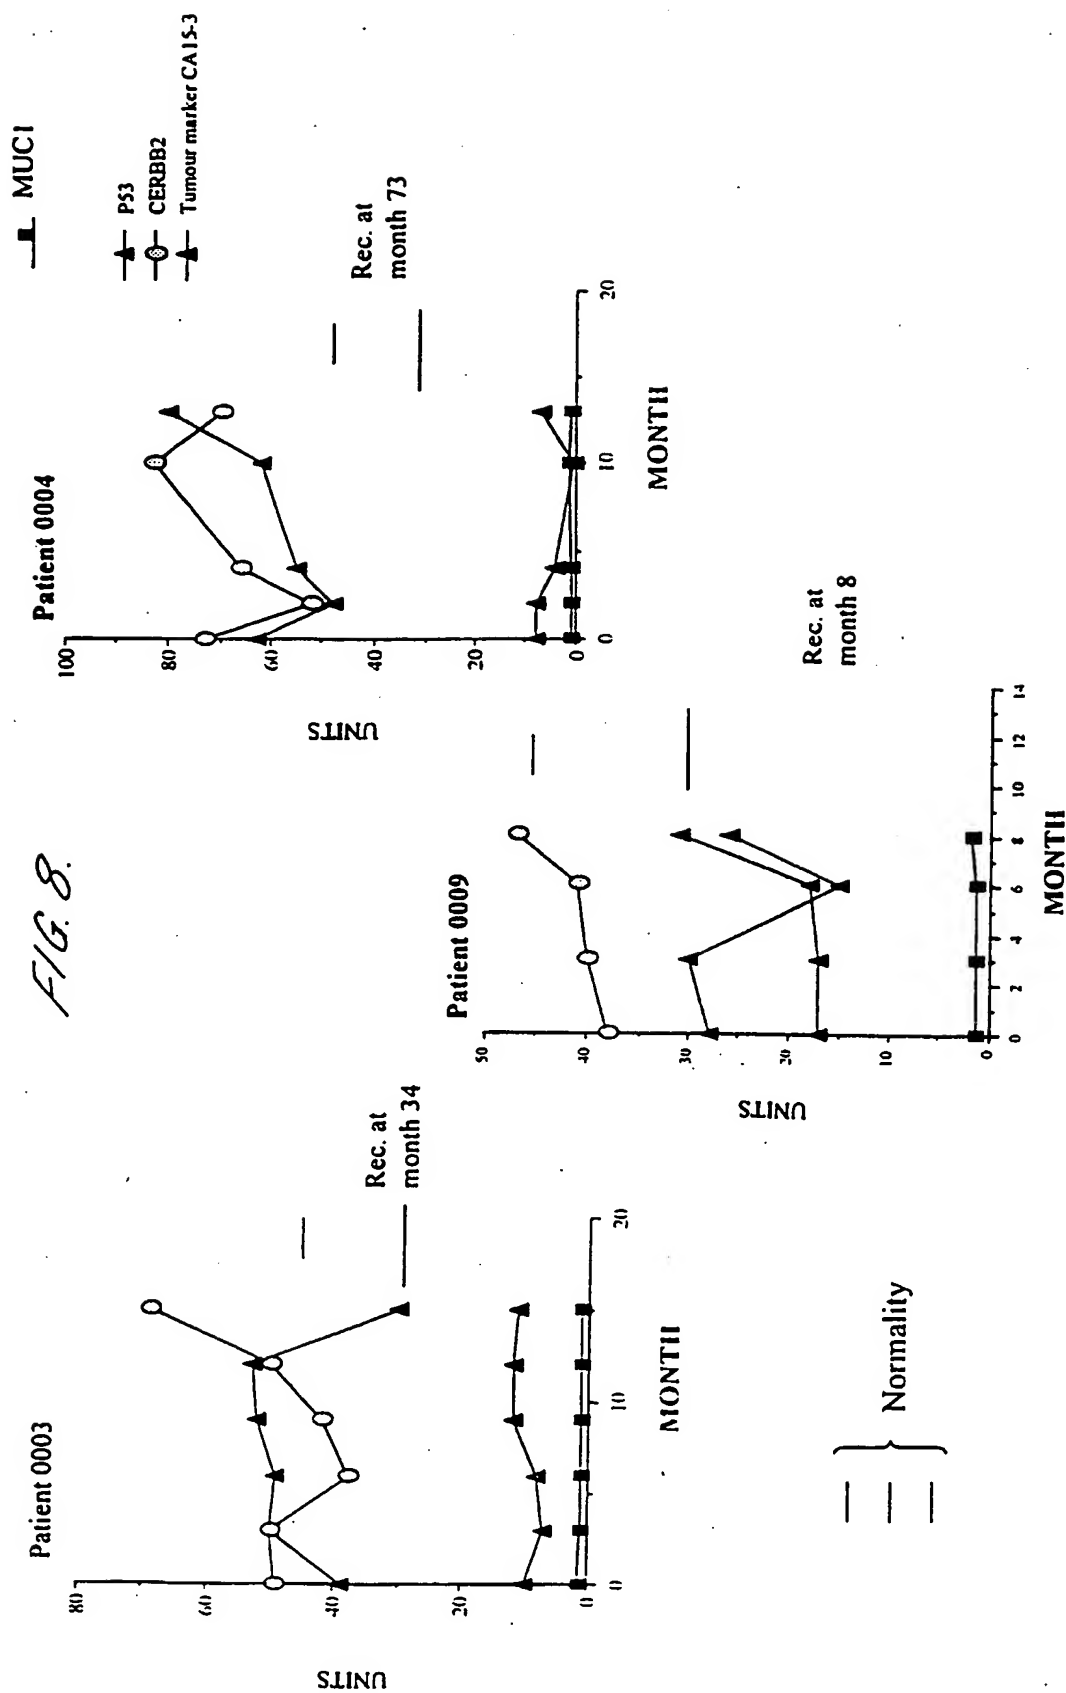 FIG. 8.
MUC1
P53
CERBB2
Tumour marker CA15-3
Patient 0003
UNITS
80
60
40
20
0
0
10
20
MONTH
Rec. at
month 34
Patient 0009
UNITS
50
40
30
20
10
0
0
2
4
6
8
10
12
14
MONTH
Rec. at
month 8
Patient 0004
UNITS
100
80
60
40
20
0
0
10
20
MONTH
Rec. at
month 73
Normality